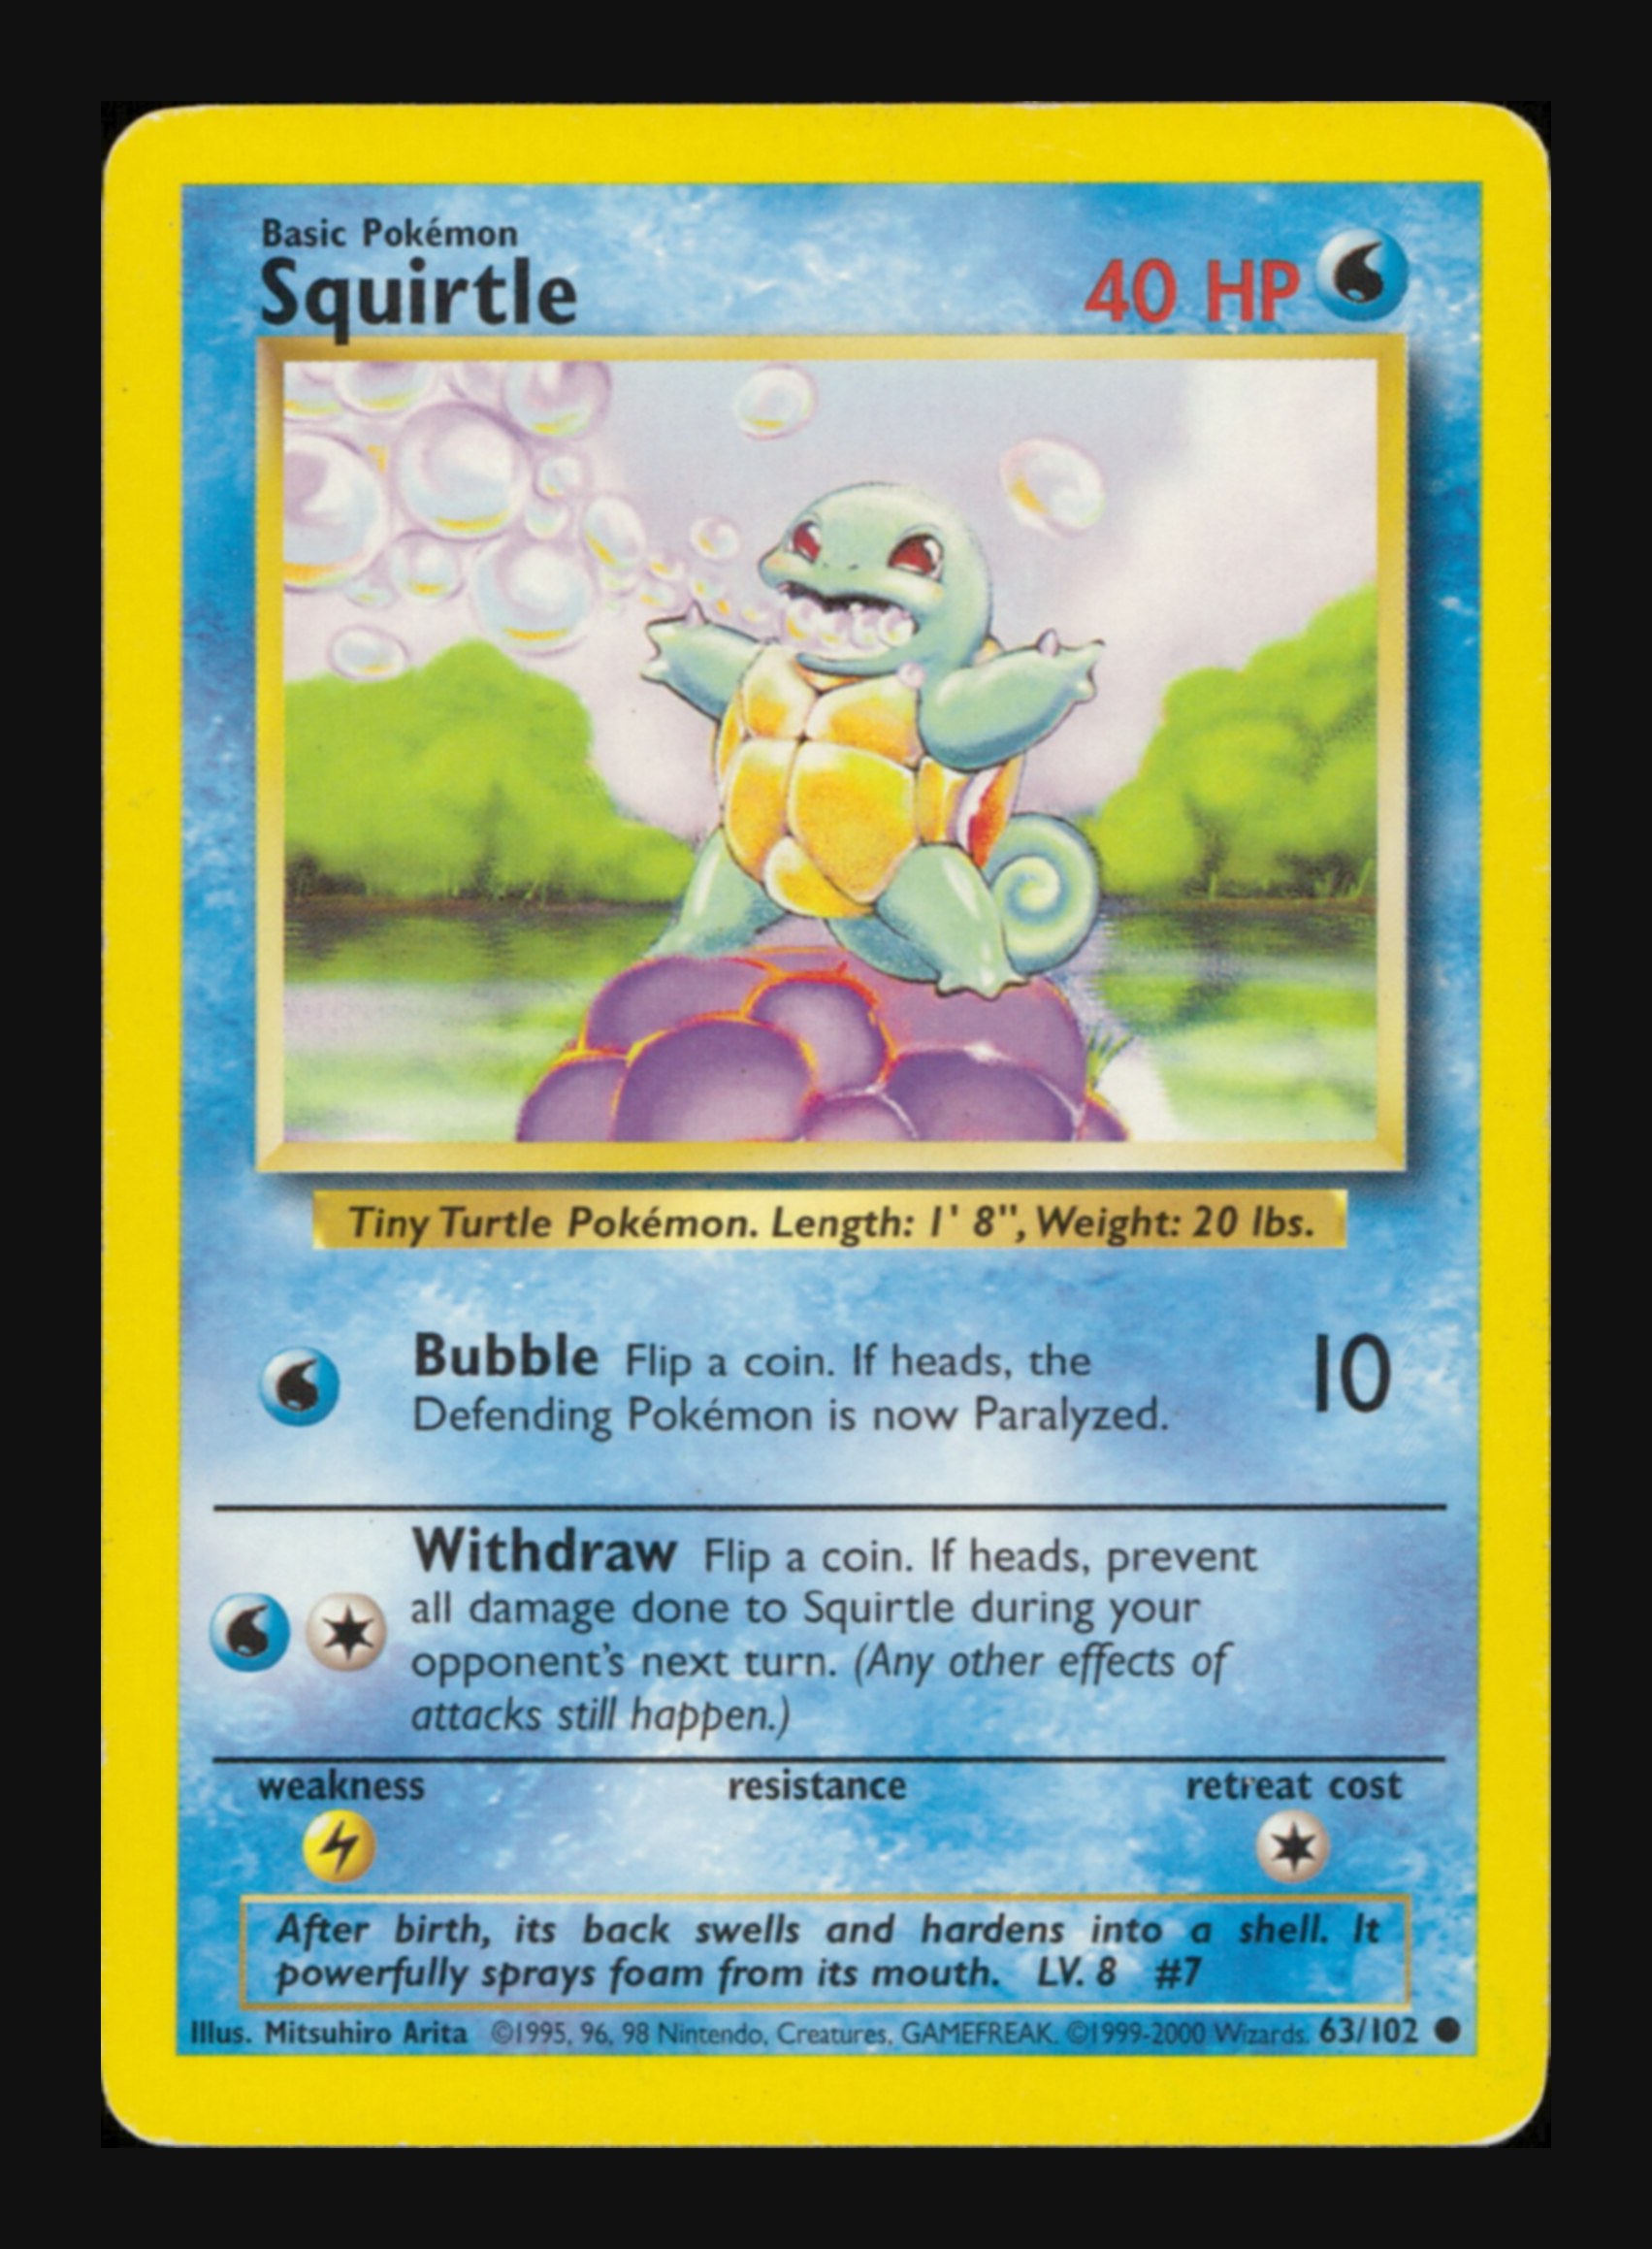 Basic Pokémon
Squirtle
40 HP
Tiny Turtle Pokémon. Length: 1' 8", Weight: 20 lbs.
Bubble Flip a coin. If heads, the
Defending Pokémon is now Paralyzed.
10
Withdraw Flip a coin. If heads, prevent
all damage done to Squirtle during your
opponent's next turn. (Any other effects of
attacks still happen.)
weakness resistance retreat cost
After birth, its back swells and hardens into a shell. It
powerfully sprays foam from its mouth. LV. 8 #7
Illus. Mitsuhiro Arita ©1995, 96, 98 Nintendo, Creatures, GAMEFREAK. ©1999-2000 Wizards. 63/102